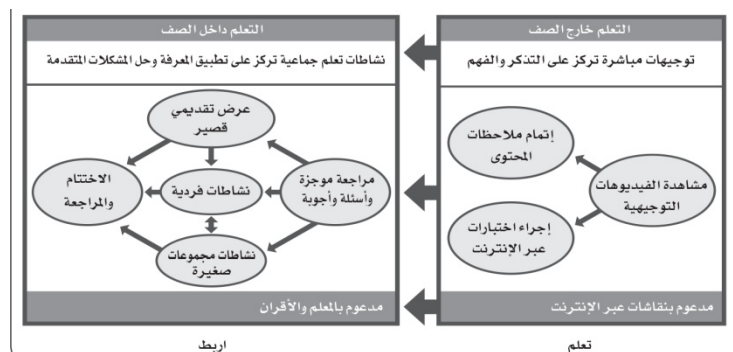 التعلم خارج الصف
توجيهات مباشرة تركز على التذكر والفهم
مشاهدة الفيديوهات
التوجيهية
إتمام ملاحظات
المحتوى
إجراء اختبارات
عبر الإنترنت
مدعوم بنقاشات عبر الإنترنت
تعلم
التعلم داخل الصف
نشاطات تعلم جماعية تركز على تطبيق المعرفة وحل المشكلات المتقدمة
مراجعة موجزة
وأسئلة وأجوبة
عرض تقديمي
قصير
نشاطات فردية
نشاطات مجموعات
صغيرة
الاختتام
والمراجعة
مدعوم بالمعلم والأقران
اربط